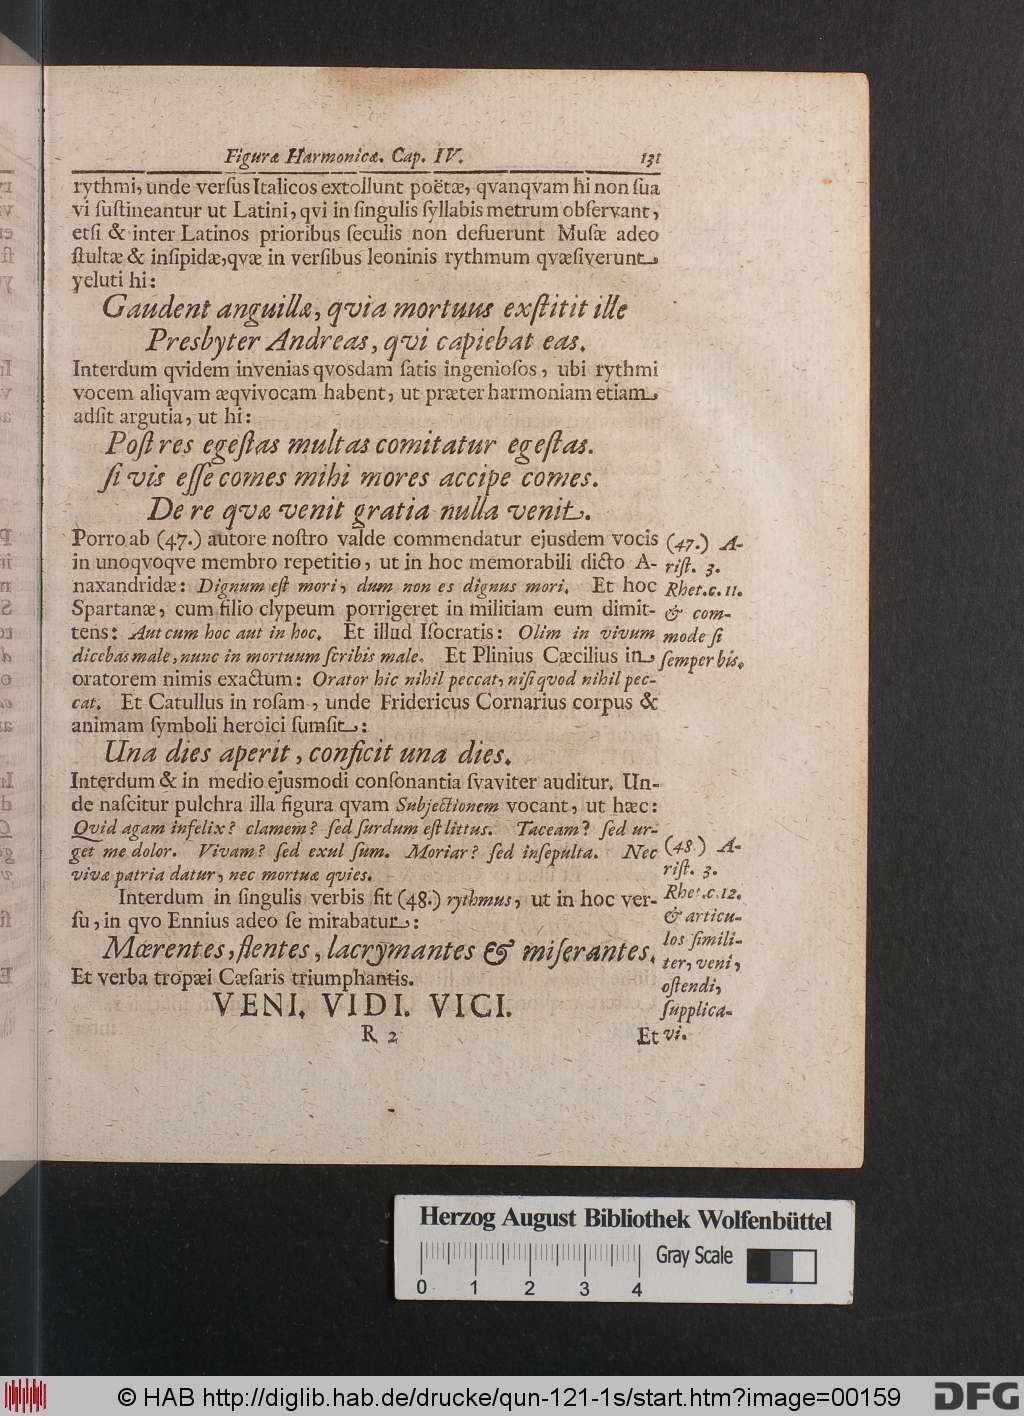 Figuræ Harmonicæ. Cap. IV. 131
rythmi, unde verſus Italicos extollunt poëtæ, qvanqvam hi non ſua
vi ſuſtineantur ut Latini, qvi in ſingulis ſyllabis metrum obſervant,
etſi & inter Latinos prioribus ſeculis non defuerunt Muſæ adeo
ſtultæ & inſipidæ, qvæ in verſibus leoninis rythmum qvæſiverunt,
veluti hi:
Gaudent anguillæ, qvia mortuus exſtitit ille
Presbyter Andreas, qvi capiebat eas.
Interdum qvidem invenias qvosdam ſatis ingenioſos, ubi rythmi
vocem aliqvam æqvivocam habent, ut præter harmoniam etiam
adſit argutia, ut hi:
Poſt res egeſtas multas comitatur egeſtas.
ſi vis eſſe comes mihi mores accipe comes.
De re qvæ venit gratia nulla venit.
Porro ab (47.) autore noſtro valde commendatur ejusdem vocis
in unoqvoqve membro repetitio, ut in hoc memorabili dicto A-
naxandridæ: Dignum eſt mori, dum non es dignus mori. Et hoc
Spartanæ, cum filio clypeum porrigeret in militiam eum dimit-
tens: Aut cum hoc aut in hoc. Et illud Iſocratis: Olim in vivum
dicebas male, nunc in mortuum ſcribis male. Et Plinius Cæcilius in
oratorem nimis exactum: Orator hic nihil peccat, niſi qvod nihil pec-
cat. Et Catullus in roſam, unde Fridericus Cornarius corpus &
animam ſymboli heroici ſumſit:
Una dies aperit, conficit una dies.
Interdum & in medio ejusmodi conſonantia ſvaviter auditur. Un-
de naſcitur pulchra illa figura qvam Subjectionem vocant, ut hæc:
Qvid agam infelix? clamem? ſed ſurdum eſt littus. Taceam? ſed ur-
get me dolor. Vivam? ſed exul ſum. Moriar? ſed inſepulta. Nec
vivæ patria datur, nec mortuæ qvies.
Interdum in ſingulis verbis fit (48.) rythmus, ut in hoc ver-
ſu, in qvo Ennius adeo ſe mirabatur:
Mœrentes, flentes, lacrymantes & miſerantes.
Et verba tropæi Cæſaris triumphantis.
VENI. VIDI. VICI.
R 2 Et
(47.) A-
riſt. 3.
Rhet. c. 11.
& com-
mode ſi
ſemper bis.
(48.) A-
riſt. 3.
Rhet. c. 12.
& articu-
los ſimili-
ter, veni,
oſtendi,
ſupplica-
vi.
Herzog August Bibliothek Wolfenbüttel
Gray Scale
0 1 2 3 4
© HAB http://diglib.hab.de/drucke/qun-121-1s/start.htm?image=00159
DFG